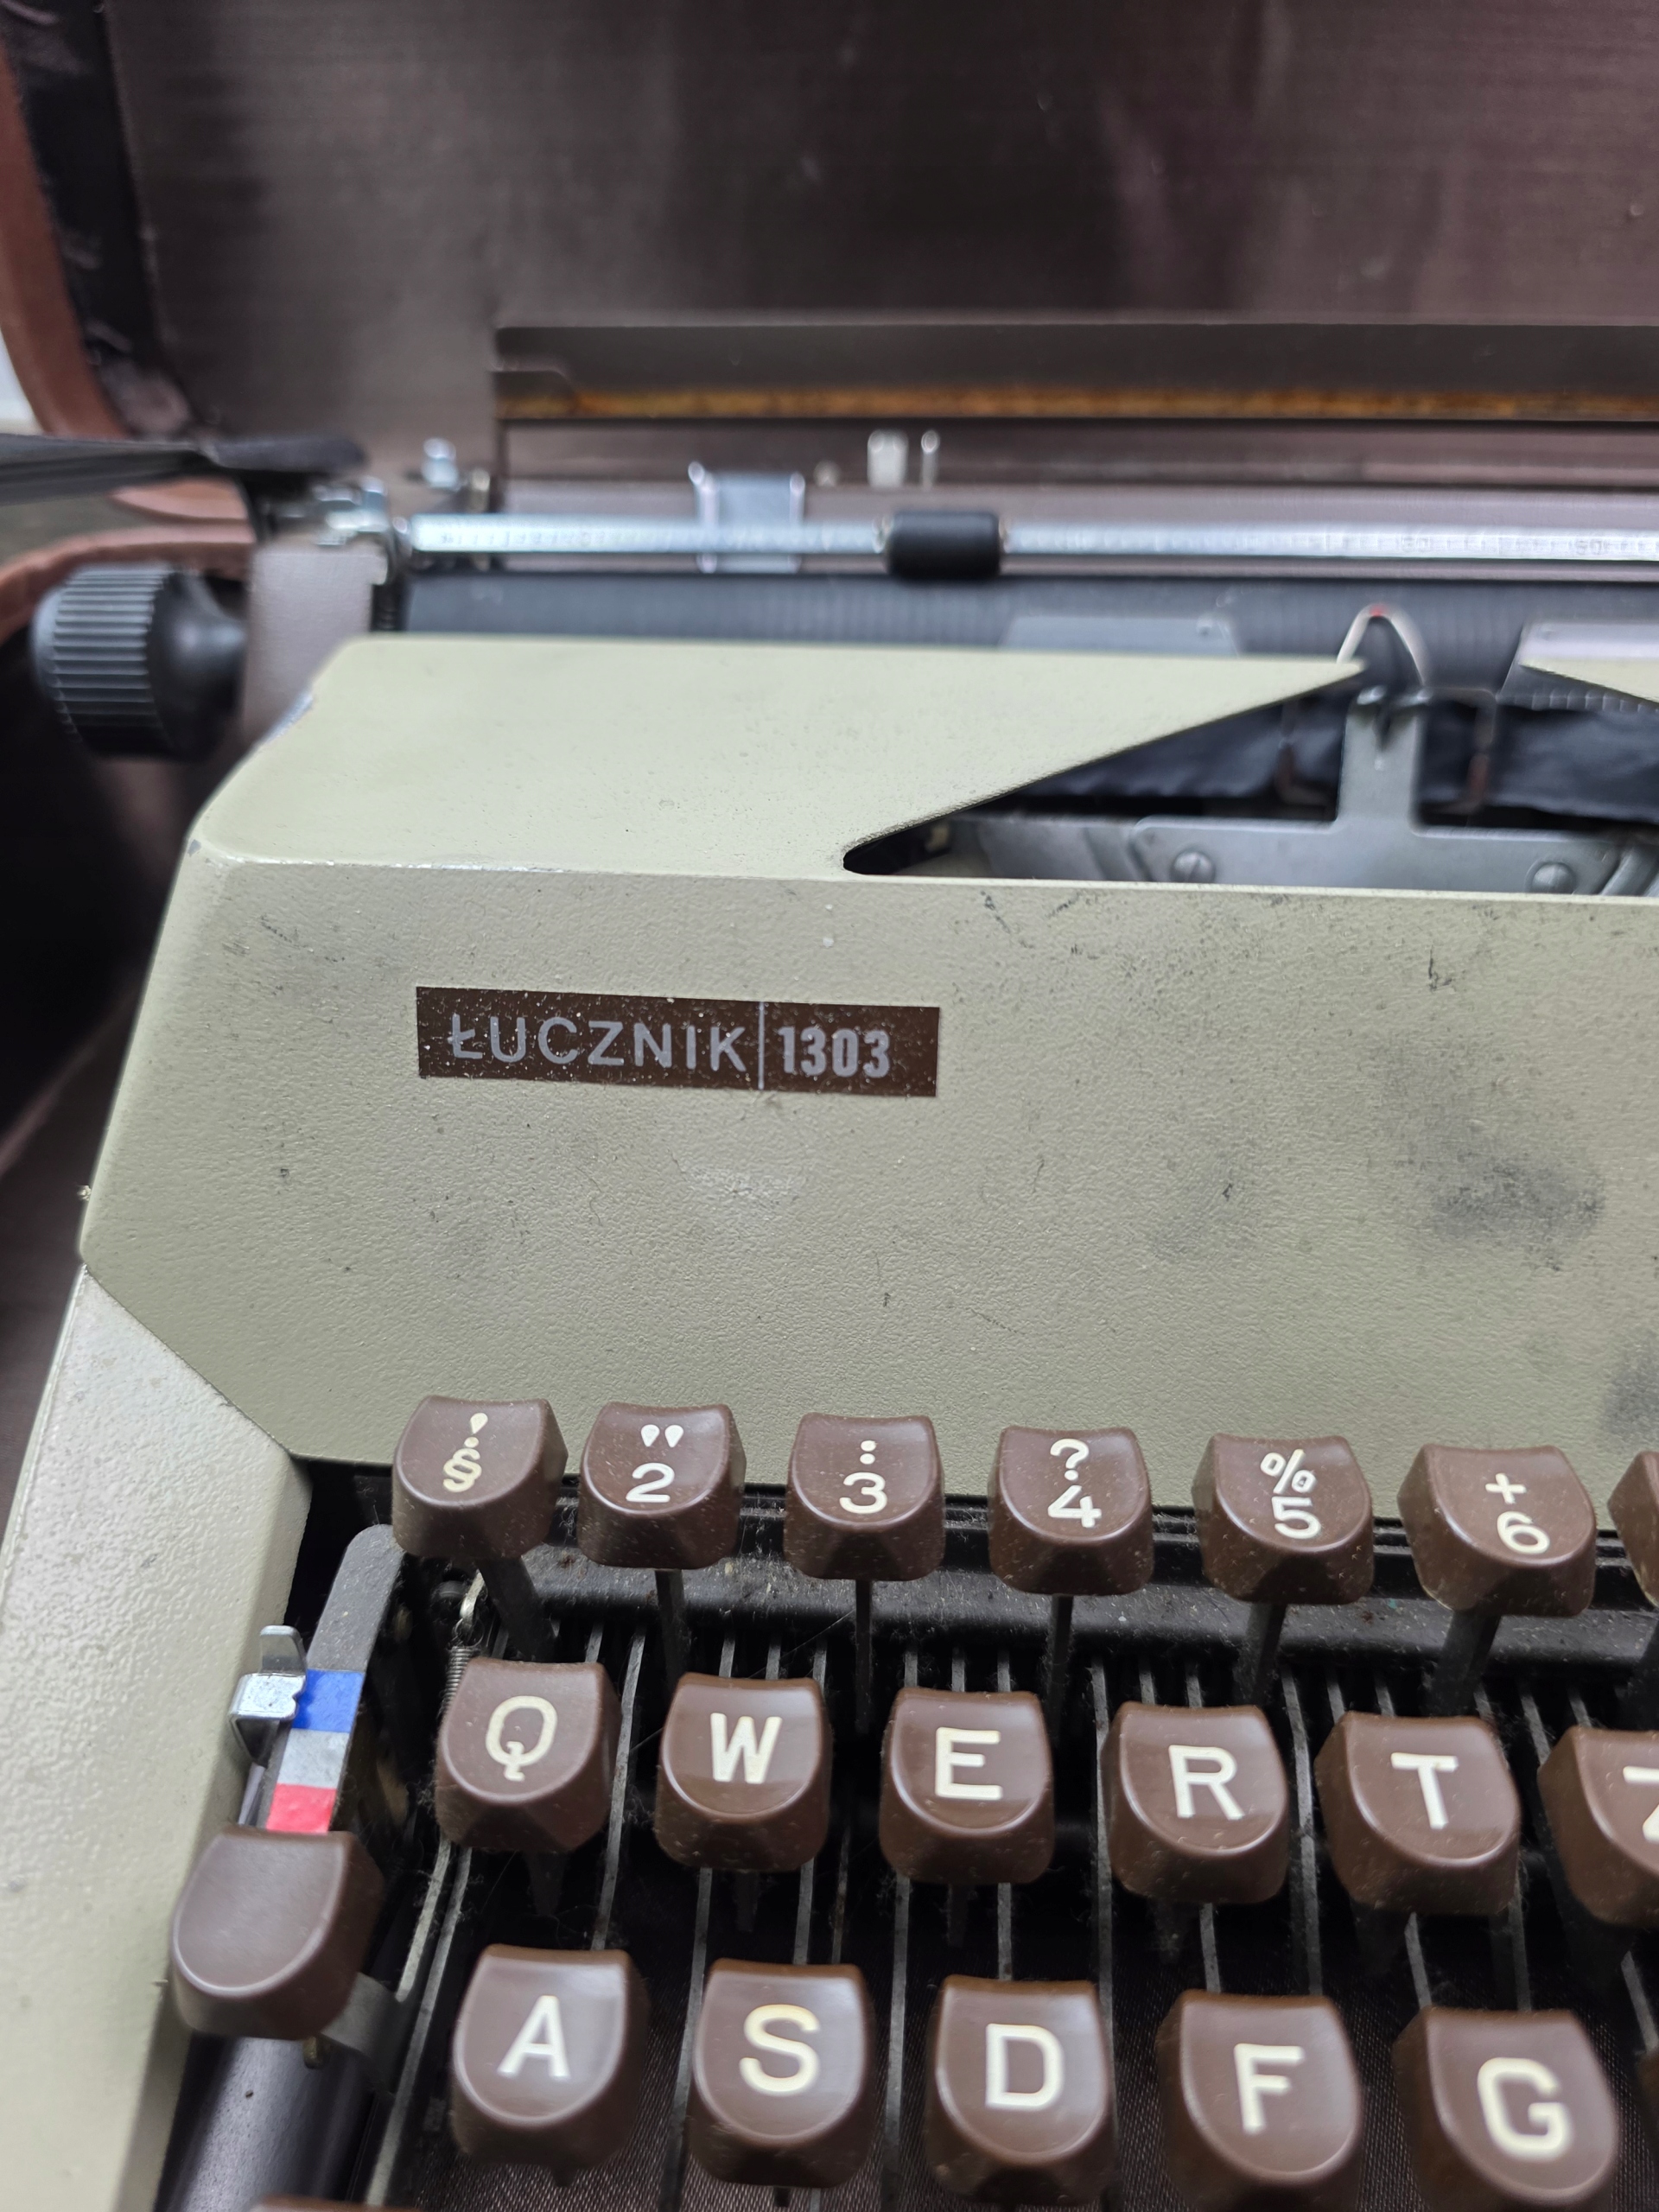 ŁUCZNIK 1303
! " : ? % +
§ 2 3 4 5 6
Q W E R T
A S D F G